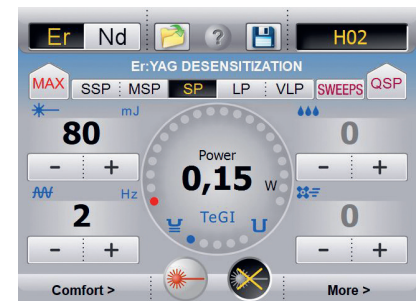 Er Nd ? H02
Er:YAG DESENSITIZATION
MAX SSP MSP SP LP VLP SWEEPS QSP
mJ
80
- +
Hz
2
- +
Power
0,15 W
TeGI
0
- +
0
- +
Comfort > More >